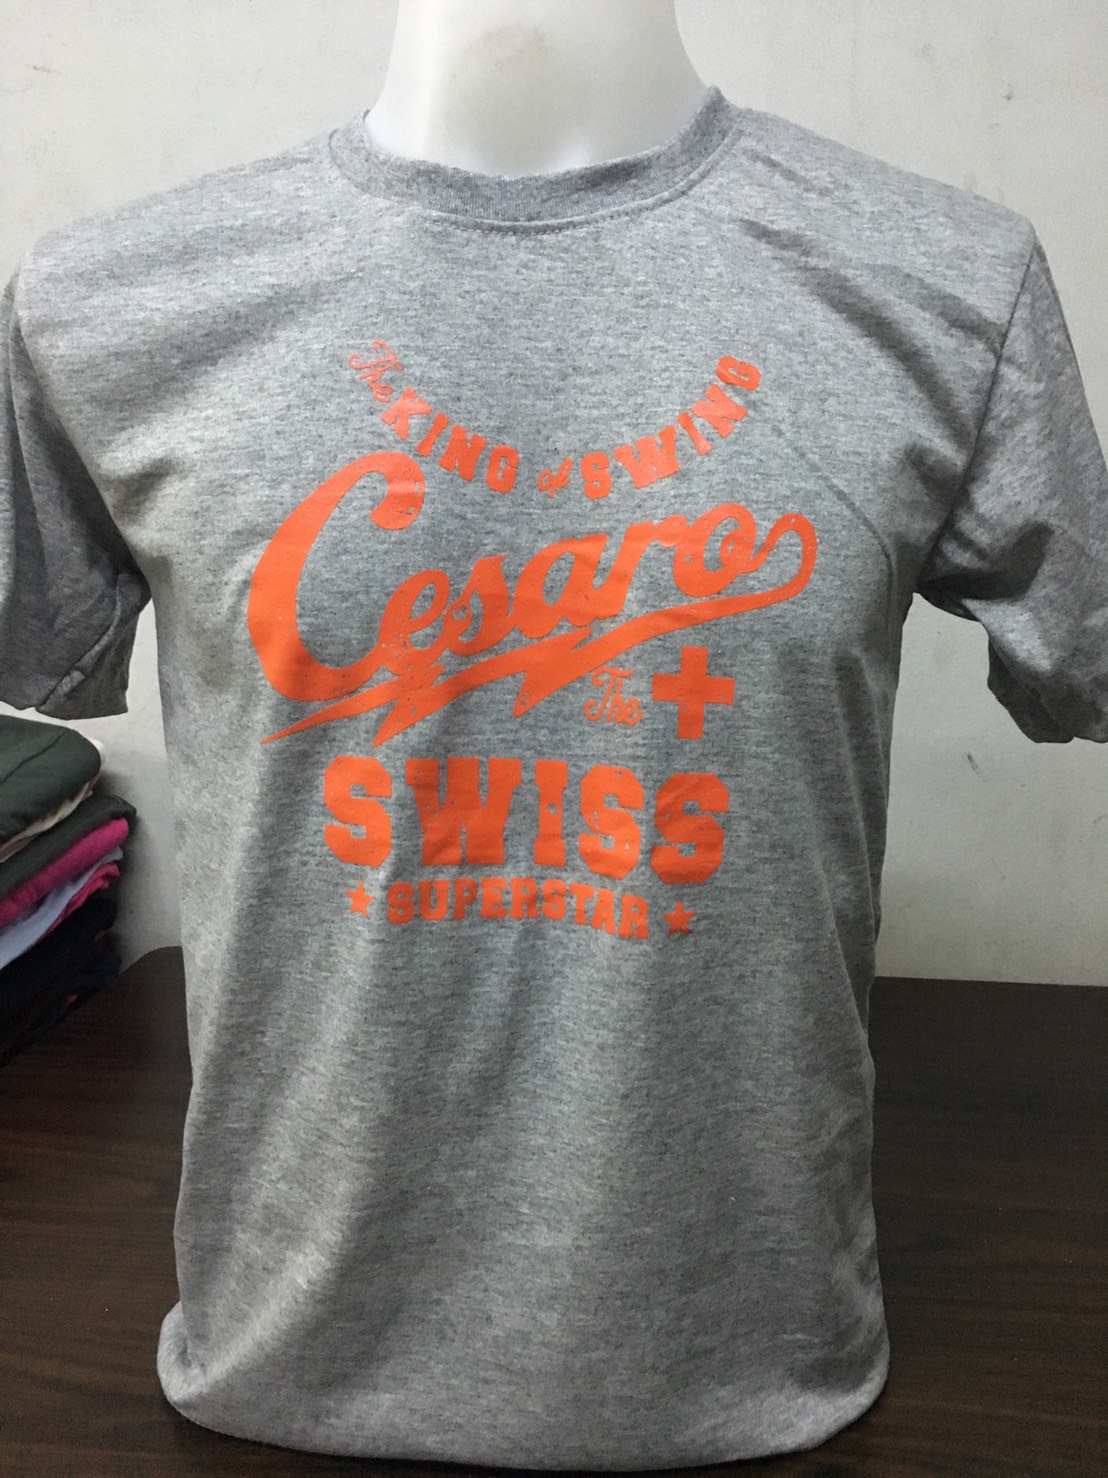 The KING of SWING
Cesaro
The
SWISS
SUPERSTAR